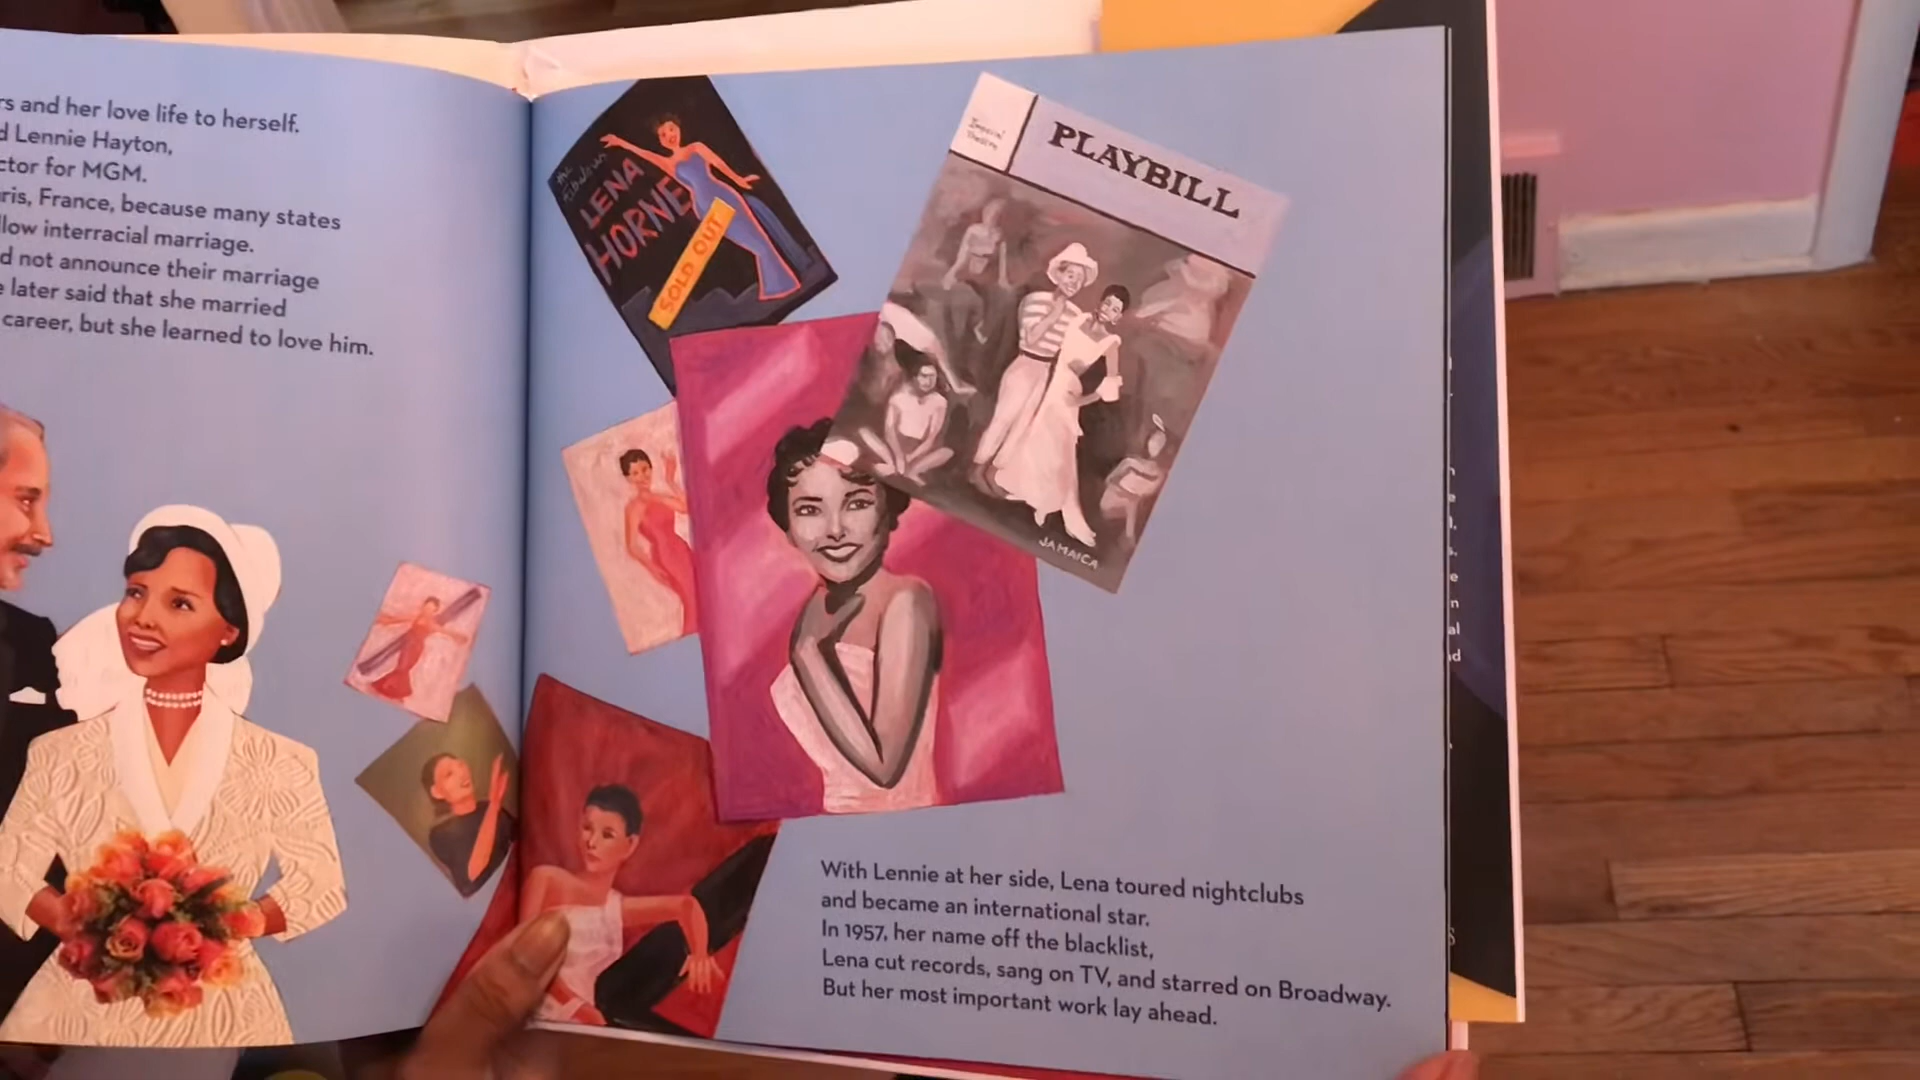 rs and her love life to herself.
d Lennie Hayton,
ctor for MGM.
ris, France, because many states
llow interracial marriage.
d not announce their marriage
e later said that she married
career, but she learned to love him.
the
fabulous
LENA
HORNE
SOLD OUT
Imperial
Theatre
PLAYBILL
JAMAICA
With Lennie at her side, Lena toured nightclubs
and became an international star.
In 1957, her name off the blacklist,
Lena cut records, sang on TV, and starred on Broadway.
But her most important work lay ahead.